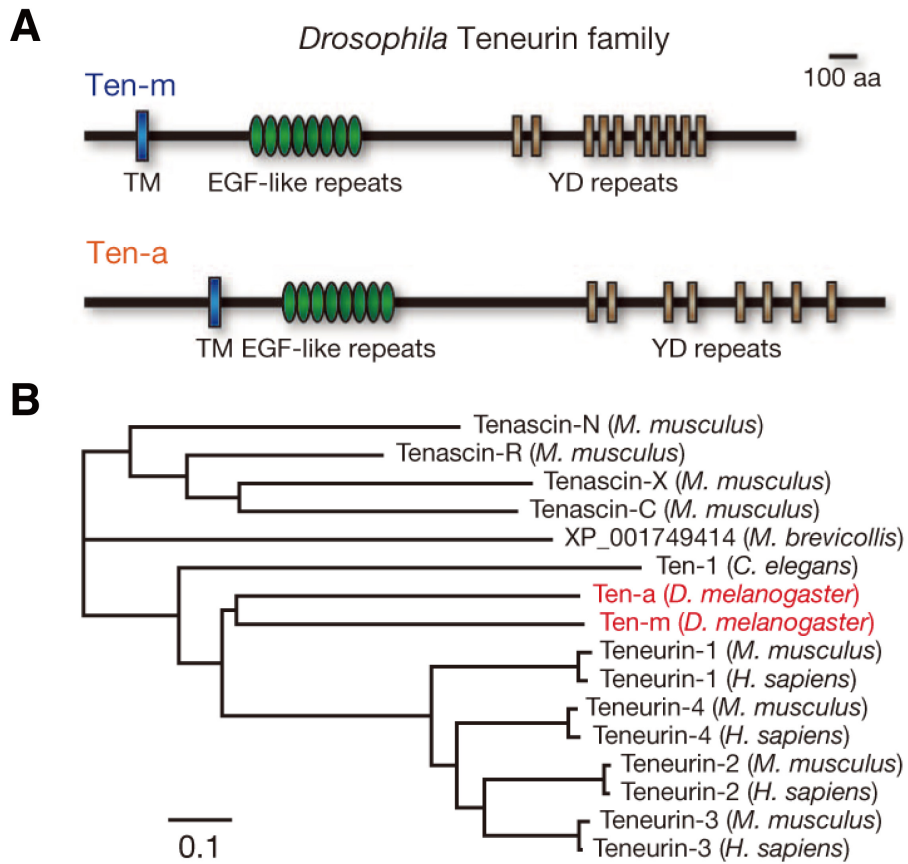 A
Drosophila Teneurin family
100 aa
Ten-m
TM EGF-like repeats YD repeats
Ten-a
TM EGF-like repeats YD repeats
B
Tenascin-N (M. musculus)
Tenascin-R (M. musculus)
Tenascin-X (M. musculus)
Tenascin-C (M. musculus)
XP_001749414 (M. brevicollis)
Ten-1 (C. elegans)
Ten-a (D. melanogaster)
Ten-m (D. melanogaster)
Teneurin-1 (M. musculus)
Teneurin-1 (H. sapiens)
Teneurin-4 (M. musculus)
Teneurin-4 (H. sapiens)
Teneurin-2 (M. musculus)
Teneurin-2 (H. sapiens)
Teneurin-3 (M. musculus)
Teneurin-3 (H. sapiens)
0.1